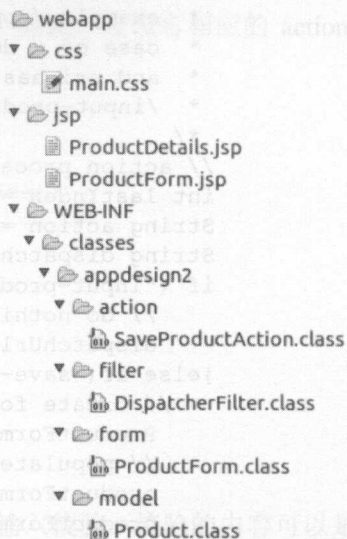 webapp
css
main.css
jsp
ProductDetails.jsp
ProductForm.jsp
WEB-INF
classes
appdesign2
action
SaveProductAction.class
filter
DispatcherFilter.class
form
ProductForm.class
model
Product.class